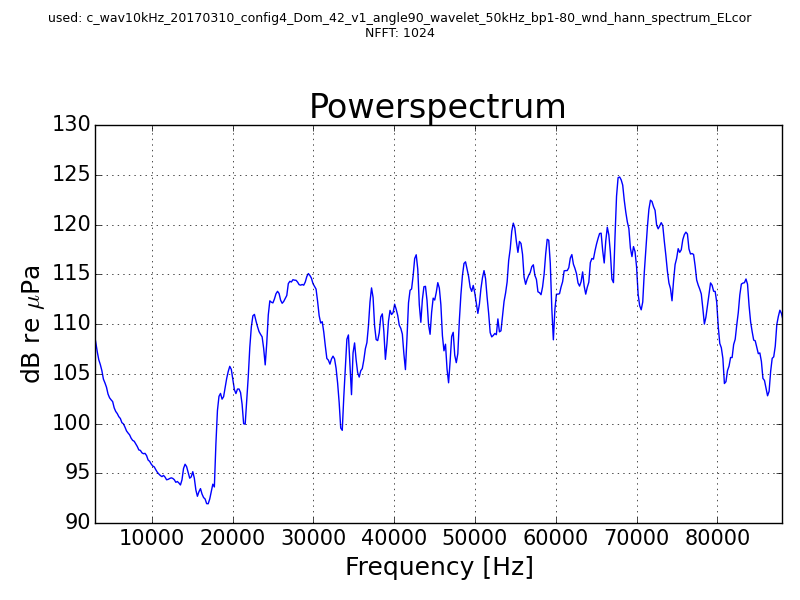 used: c_wav10kHz_20170310_config4_Dom_42_v1_angle90_wavelet_50kHz_bp1-80_wnd_hann_spectrum_ELcor
NFFT: 1024
Powerspectrum
130
125
120
115
110
105
100
95
90
dB re μPa
10000 20000 30000 40000 50000 60000 70000 80000
Frequency [Hz]